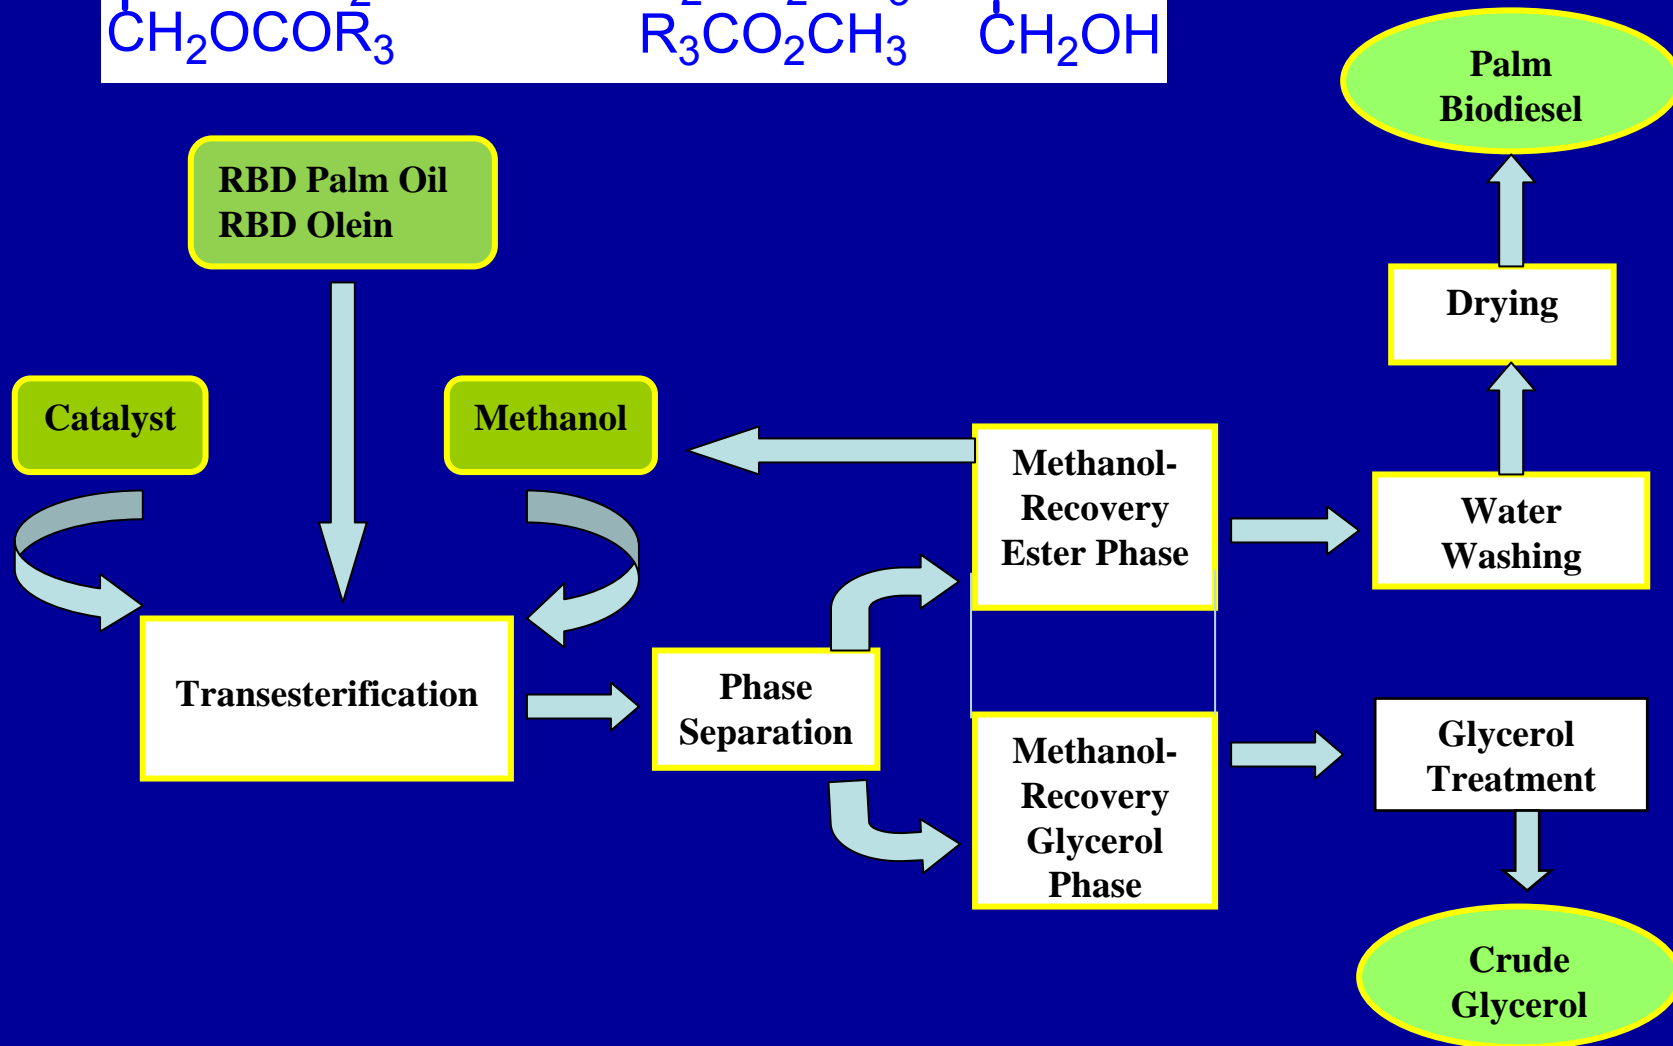 CH₂OCOR₃ R₃CO₂CH₃ CH₂OH
Palm
Biodiesel
RBD Palm Oil
RBD Olein
Drying
Catalyst
Methanol
Methanol-
Recovery
Ester Phase
Water
Washing
Transesterification
Phase
Separation
Methanol-
Recovery
Glycerol
Phase
Glycerol
Treatment
Crude
Glycerol